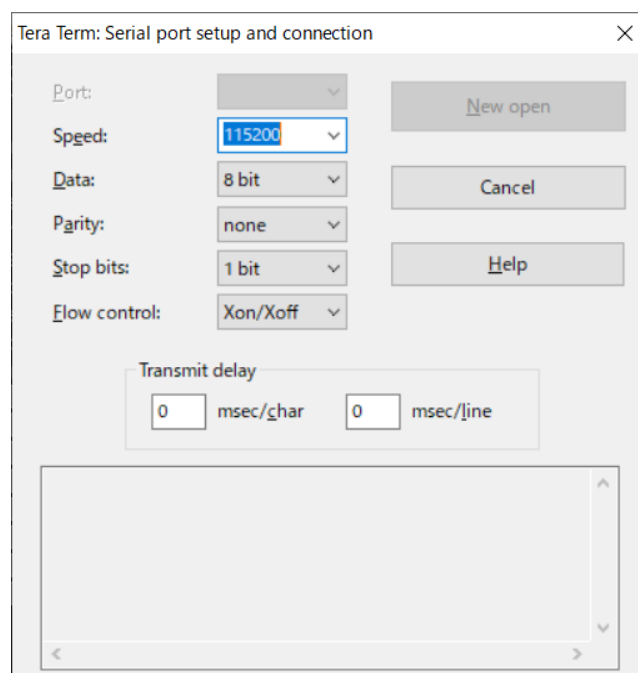 Tera Term: Serial port setup and connection
Port:
New open
Speed:
115200
Data:
8 bit
Cancel
Parity:
none
Stop bits:
1 bit
Help
Flow control:
Xon/Xoff
Transmit delay
0 msec/char 0 msec/line